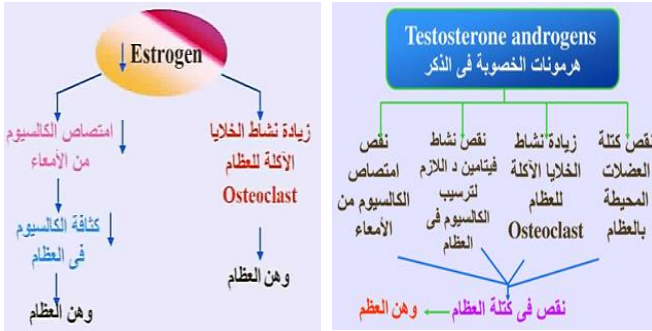 Estrogen
امتصاص الكالسيوم
من الأمعاء
كثافة الكالسيوم
فى العظام
وهن العظام
زيادة نشاط الخلايا
الآكلة للعظام
Osteoclast
وهن العظام
Testosterone androgens
هرمونات الخصوبة فى الذكر
نقص كتلة
العضلات
المحيطة
بالعظام
زيادة نشاط
الخلايا الآكلة
للعظام
Osteoclast
نقص نشاط
فيتامين د اللازم
لترسيب
الكالسيوم فى
العظام
نقص
امتصاص
الكالسيوم من
الأمعاء
نقص فى كتلة العظام
وهن العظم